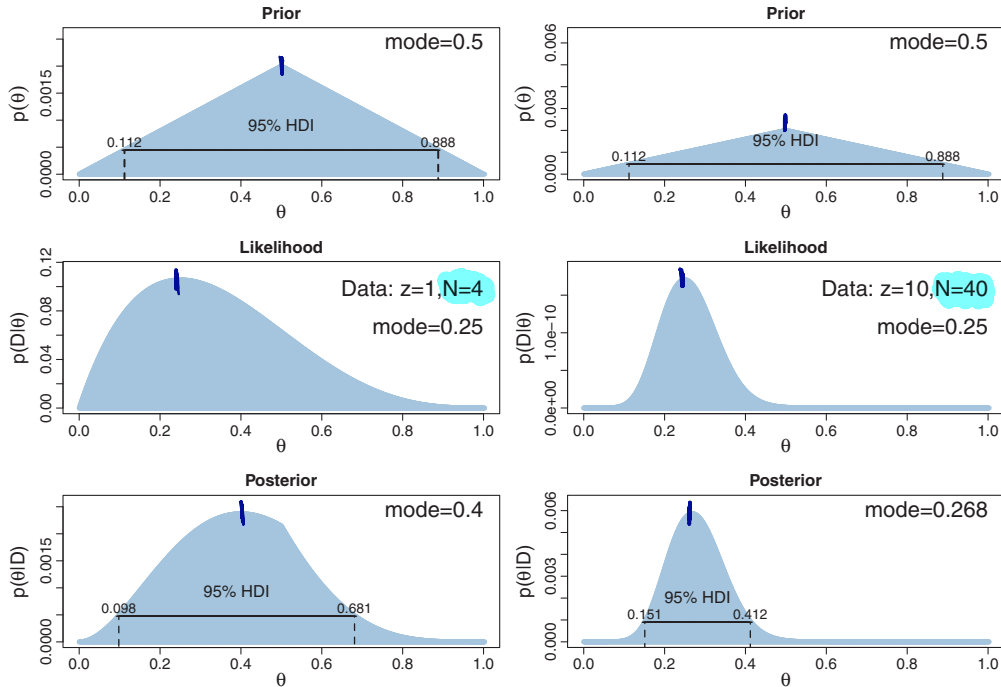 Prior
mode=0.5
p(θ)
0.0000 0.0015
95% HDI
0.112 0.888
0.0 0.2 0.4 0.6 0.8 1.0
θ
Prior
mode=0.5
p(θ)
0.000 0.003 0.006
95% HDI
0.112 0.888
0.0 0.2 0.4 0.6 0.8 1.0
θ
Likelihood
Data: z=1,N=4
mode=0.25
p(D|θ)
0.00 0.04 0.08 0.12
0.0 0.2 0.4 0.6 0.8 1.0
θ
Likelihood
Data: z=10,N=40
mode=0.25
p(D|θ)
0.0e+00 1.0e−10
0.0 0.2 0.4 0.6 0.8 1.0
θ
Posterior
mode=0.4
p(θ|D)
0.0000 0.0015
95% HDI
0.098 0.681
0.0 0.2 0.4 0.6 0.8 1.0
θ
Posterior
mode=0.268
p(θ|D)
0.000 0.003 0.006
95% HDI
0.151 0.412
0.0 0.2 0.4 0.6 0.8 1.0
θ